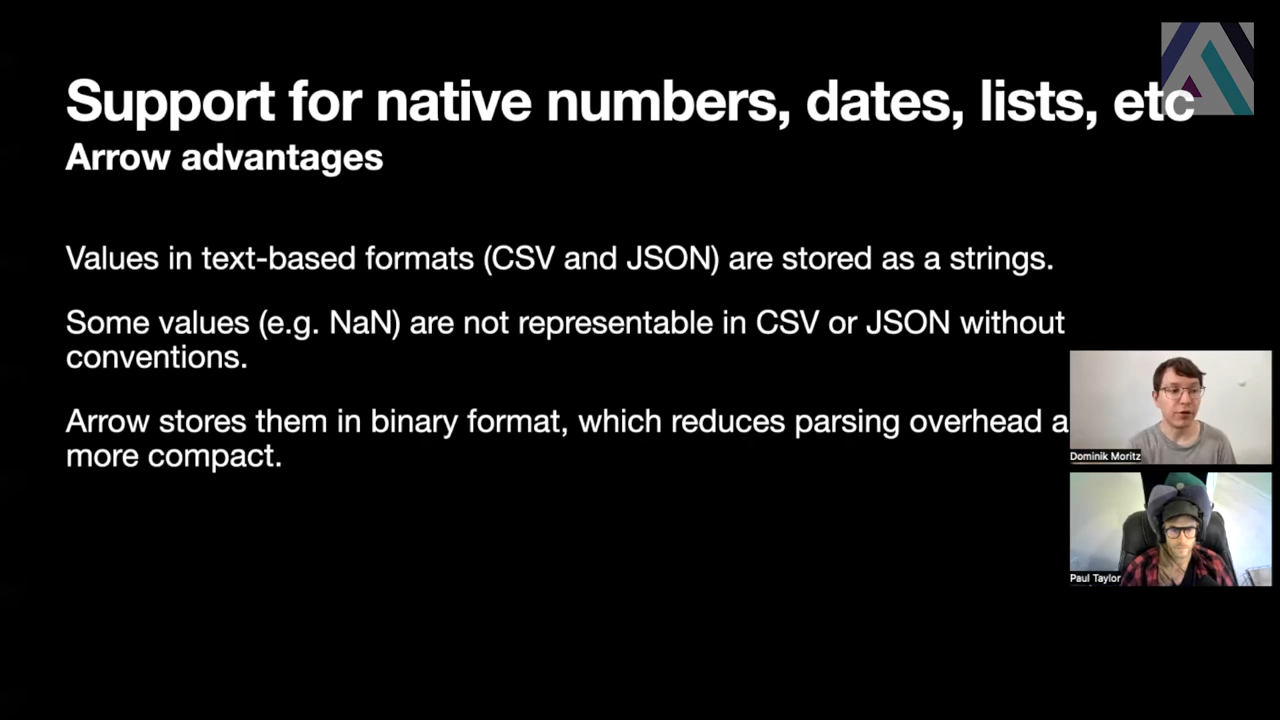 Support for native numbers, dates, lists, etc
Arrow advantages
Values in text-based formats (CSV and JSON) are stored as a strings.
Some values (e.g. NaN) are not representable in CSV or JSON without
conventions.
Arrow stores them in binary format, which reduces parsing overhead a
more compact.
Dominik Moritz
Paul Taylor